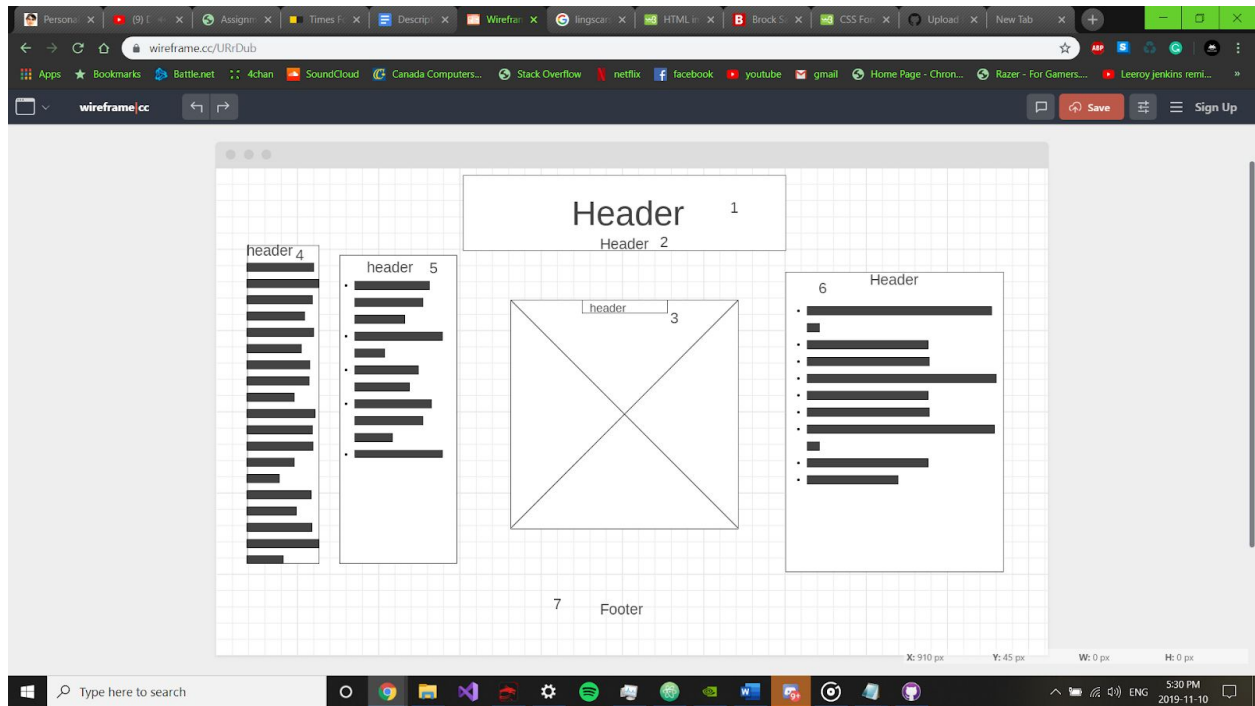 Persona
(9) D
Assignm
Times F
Descript
Wirefran
lingscar
HTML in
Brock S
CSS Fon
Upload
New Tab
wireframe.cc/URrDub
Apps Bookmarks Battle.net 4chan SoundCloud Canada Computers... Stack Overflow netflix facebook youtube gmail Home Page - Chron... Razer - For Gamers.... Leeroy jenkins remi... »
wireframe|cc Save Sign Up
Header 1
Header 2
header 4
header 5
Header
6
header
3
7
Footer
X: 910 px Y: 45 px W: 0 px H: 0 px
Type here to search
ENG
5:30 PM
2019-11-10